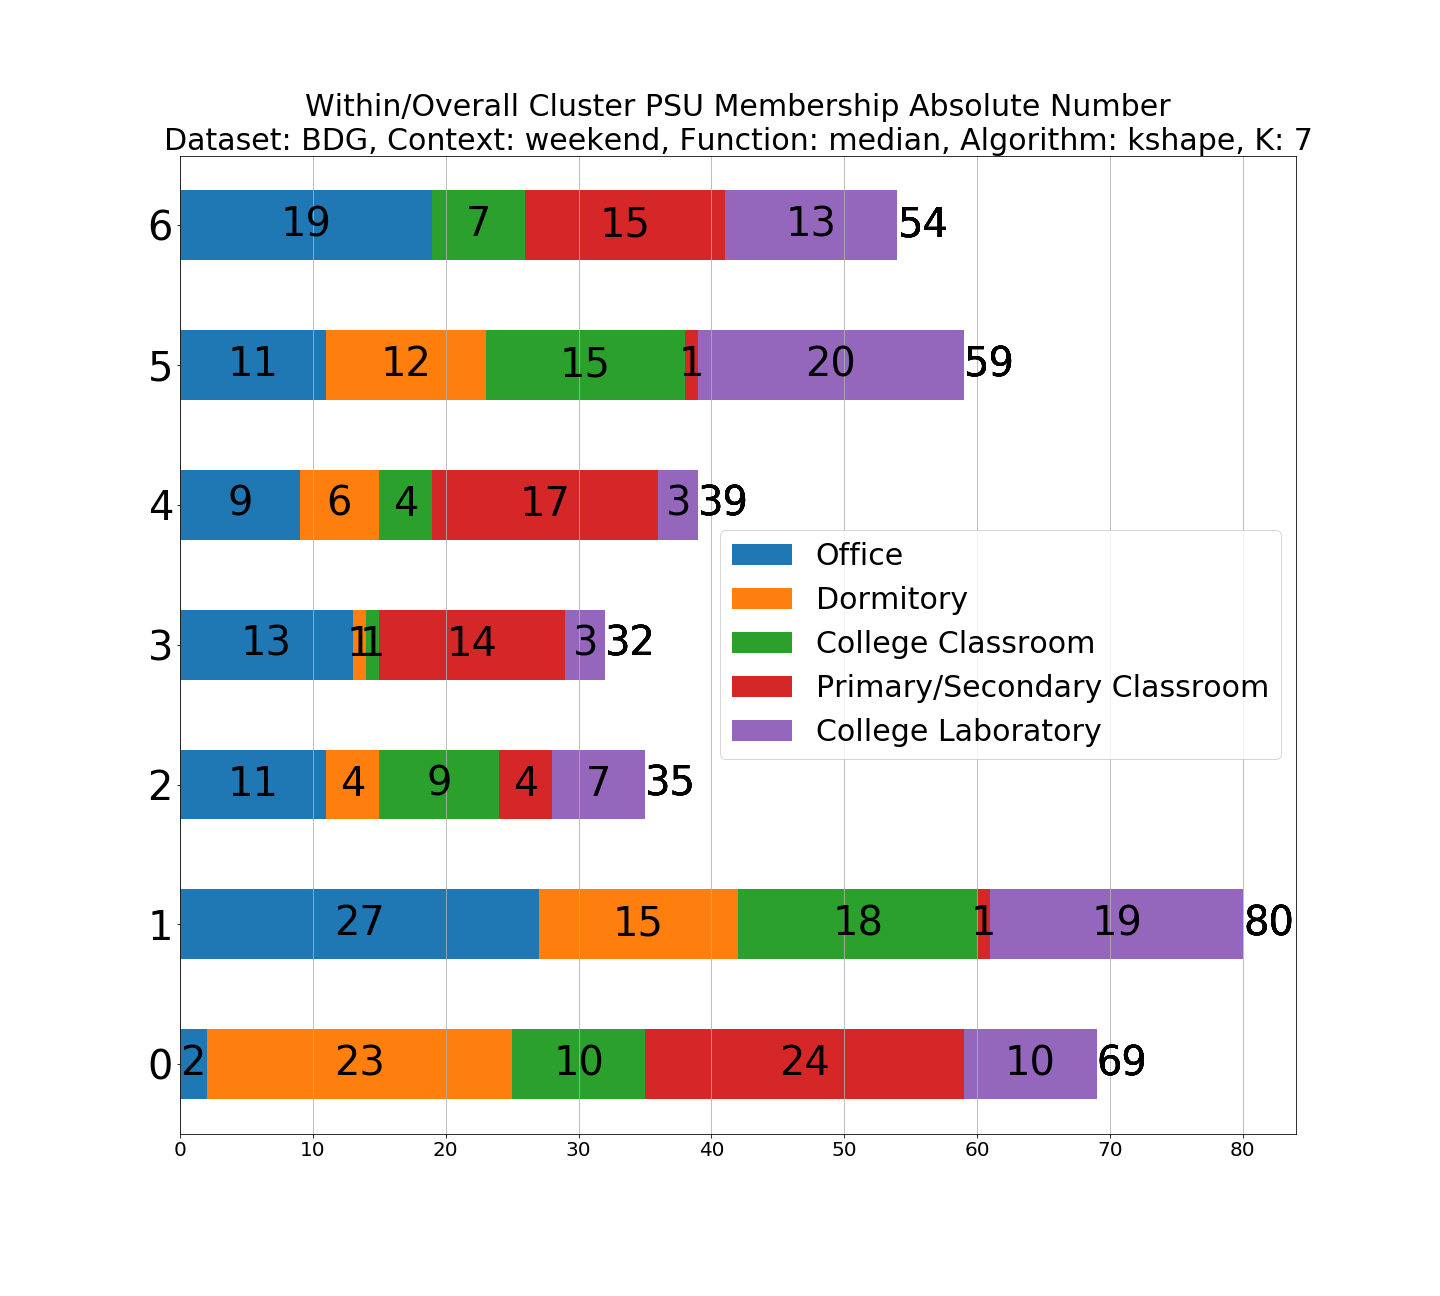 Within/Overall Cluster PSU Membership Absolute Number
Dataset: BDG, Context: weekend, Function: median, Algorithm: kshape, K: 7
6 19 7 15 13 54
5 11 12 15 1 20 59
4 9 6 4 17 3 39
Office
Dormitory
College Classroom
Primary/Secondary Classroom
College Laboratory
3 13 1 1 14 3 32
2 11 4 9 4 7 35
1 27 15 18 1 19 80
0 2 23 10 24 10 69
0 10 20 30 40 50 60 70 80